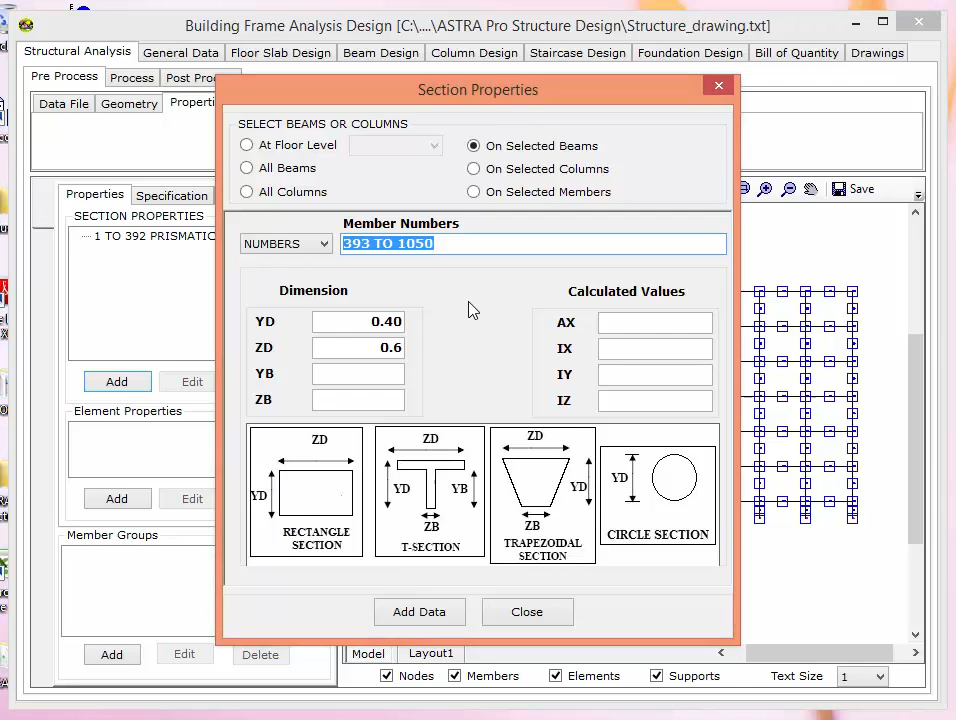 Building Frame Analysis Design [C:\....\ASTRA Pro Structure Design\Structure_drawing.txt]
Structural Analysis General Data Floor Slab Design Beam Design Column Design Staircase Design Foundation Design Bill of Quantity Drawings
Pre Process Process Post
Data File Geometry
Section Properties
SELECT BEAMS OR COLUMNS
At Floor Level On Selected Beams
All Beams On Selected Columns
All Columns On Selected Members
Save
Properties Specification
SECTION PROPERTIES
1 TO 392 PRISMATIC
Member Numbers
NUMBERS 393 TO 1050
Dimension Calculated Values
YD 0.40 AX
ZD 0.6 IX
YB IY
ZB IZ
Add Edit
Element Properties
Add Edit
Member Groups
Add Edit Delete
ZD
YD
RECTANGLE
SECTION
ZD
YD YB
ZB
T-SECTION
ZD
YD
ZB
TRAPEZOIDAL
SECTION
YD
CIRCLE SECTION
Add Data Close
Model Layout1
Nodes Members Elements Supports Text Size 1